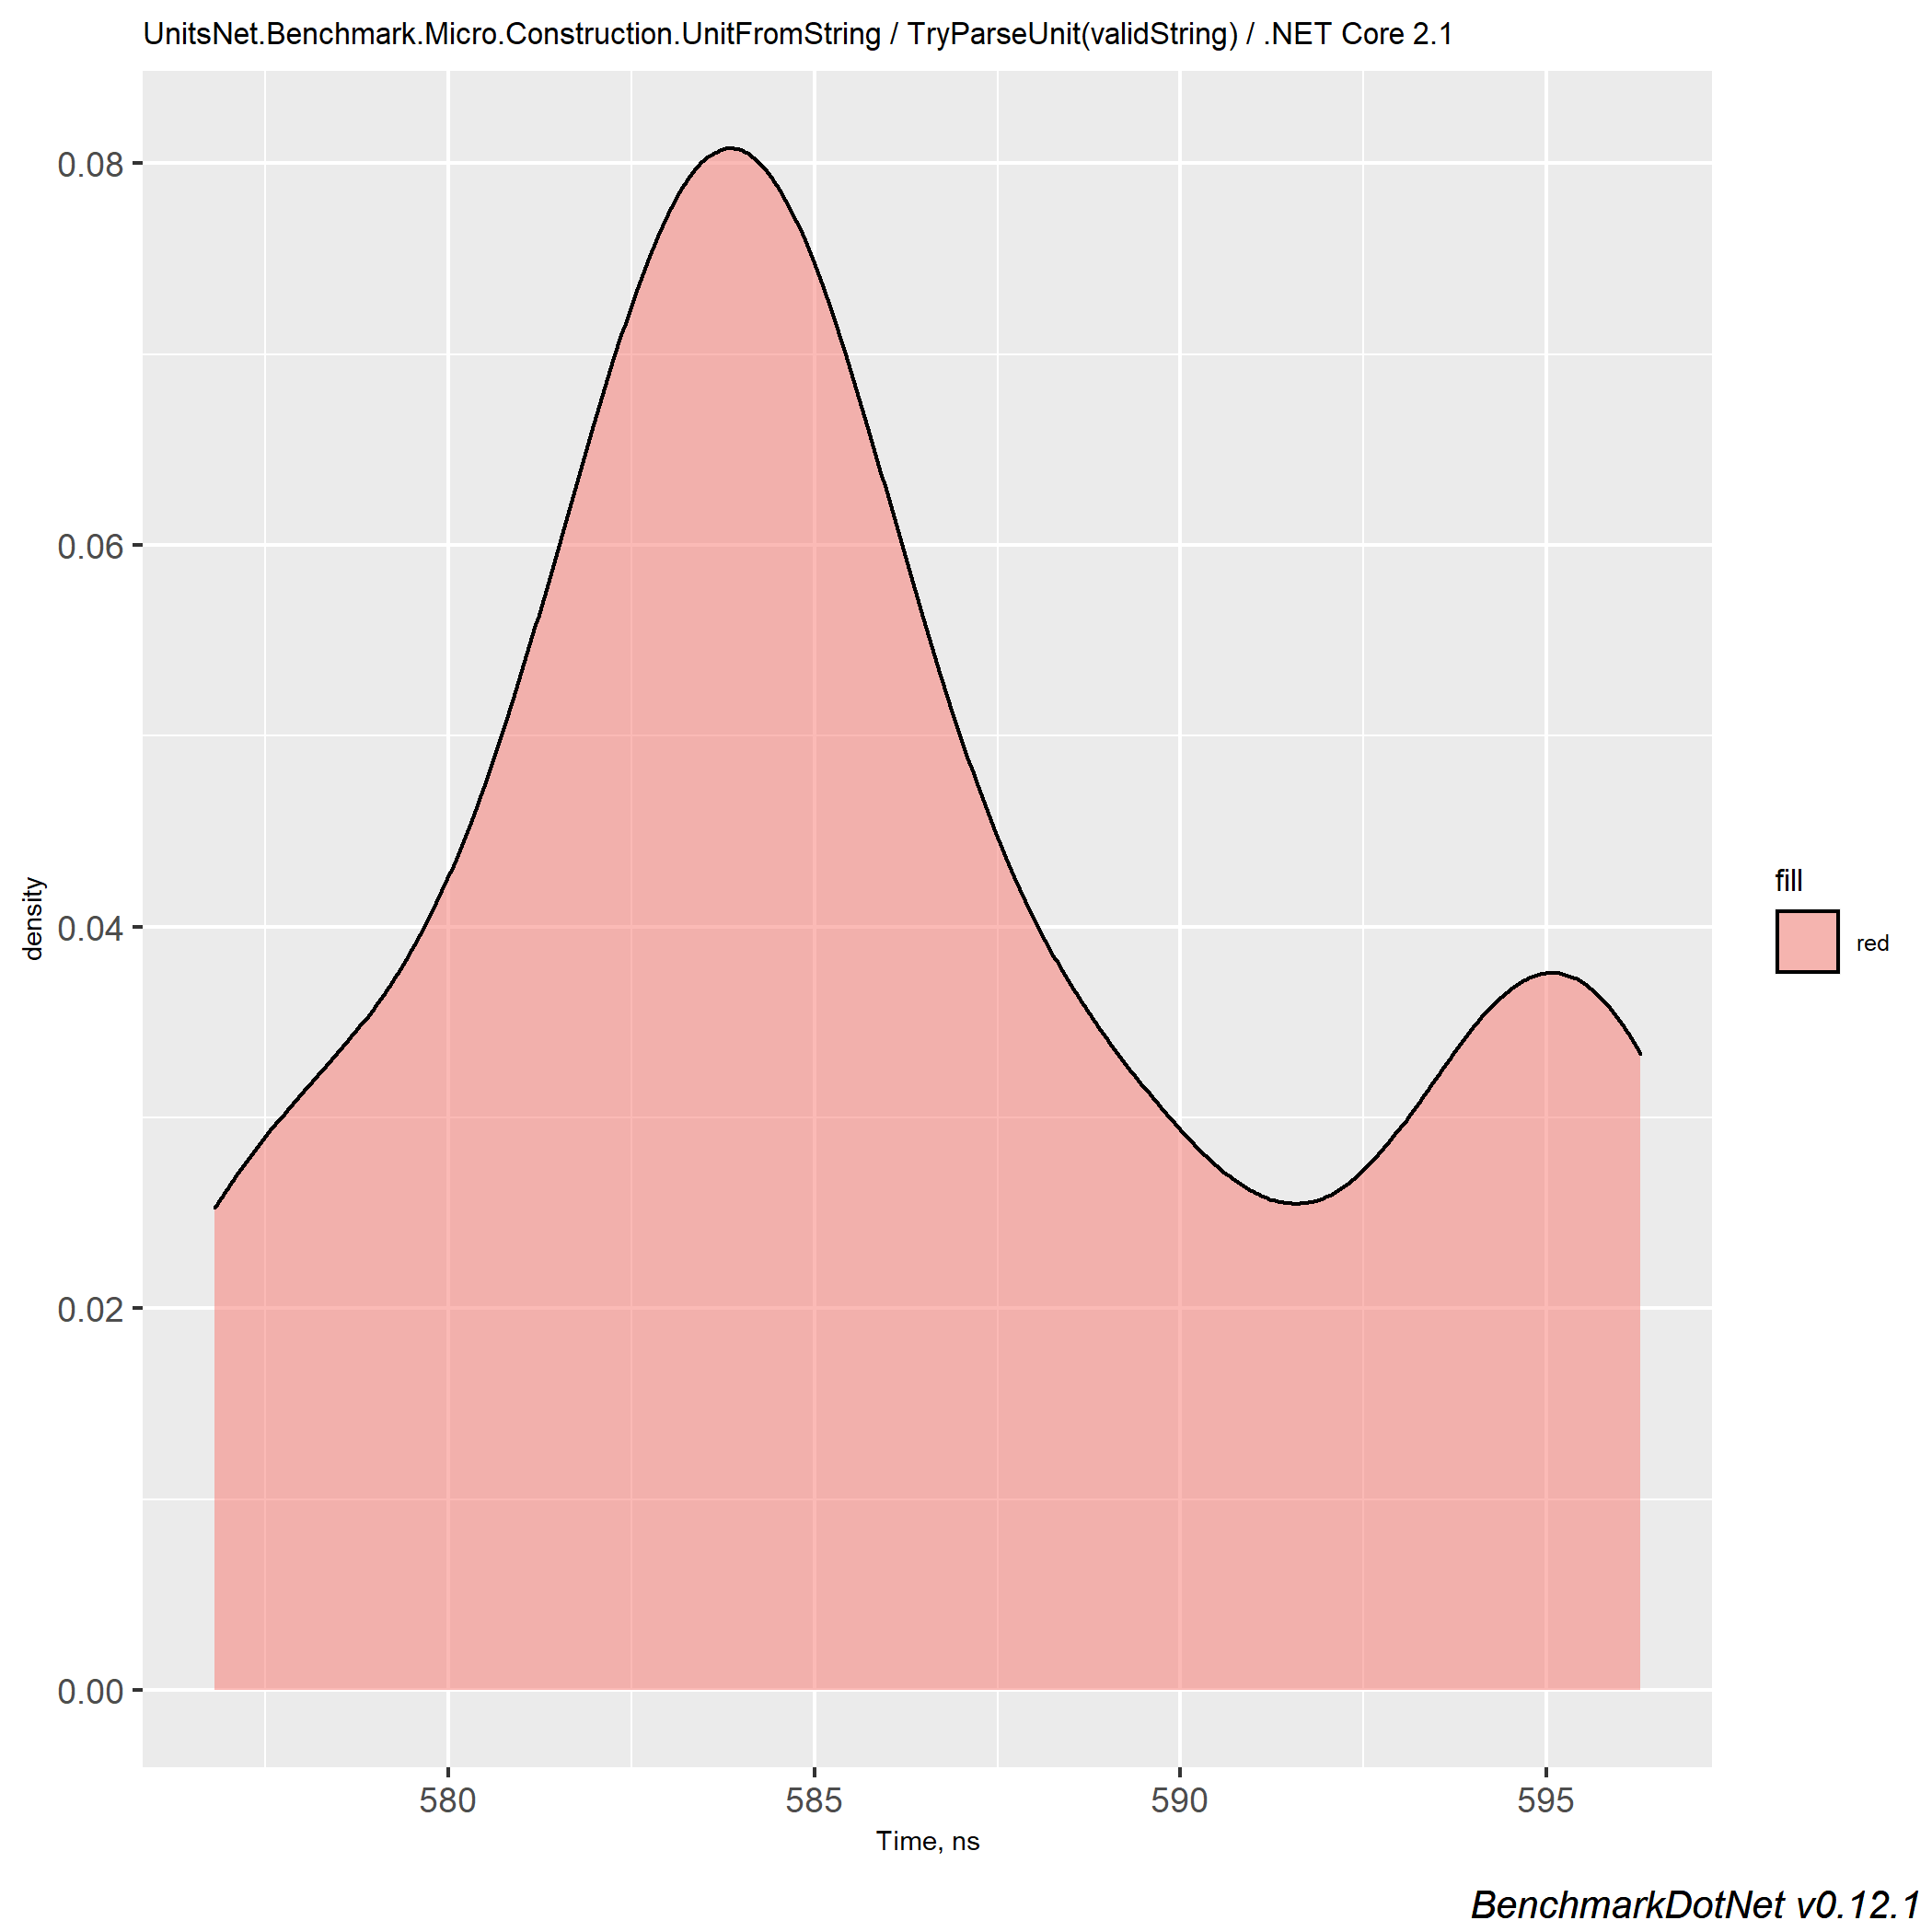 UnitsNet.Benchmark.Micro.Construction.UnitFromString / TryParseUnit(validString) / .NET Core 2.1
0.08
0.06
0.04
0.02
0.00
density
580 585 590 595
Time, ns
fill
red
BenchmarkDotNet v0.12.1